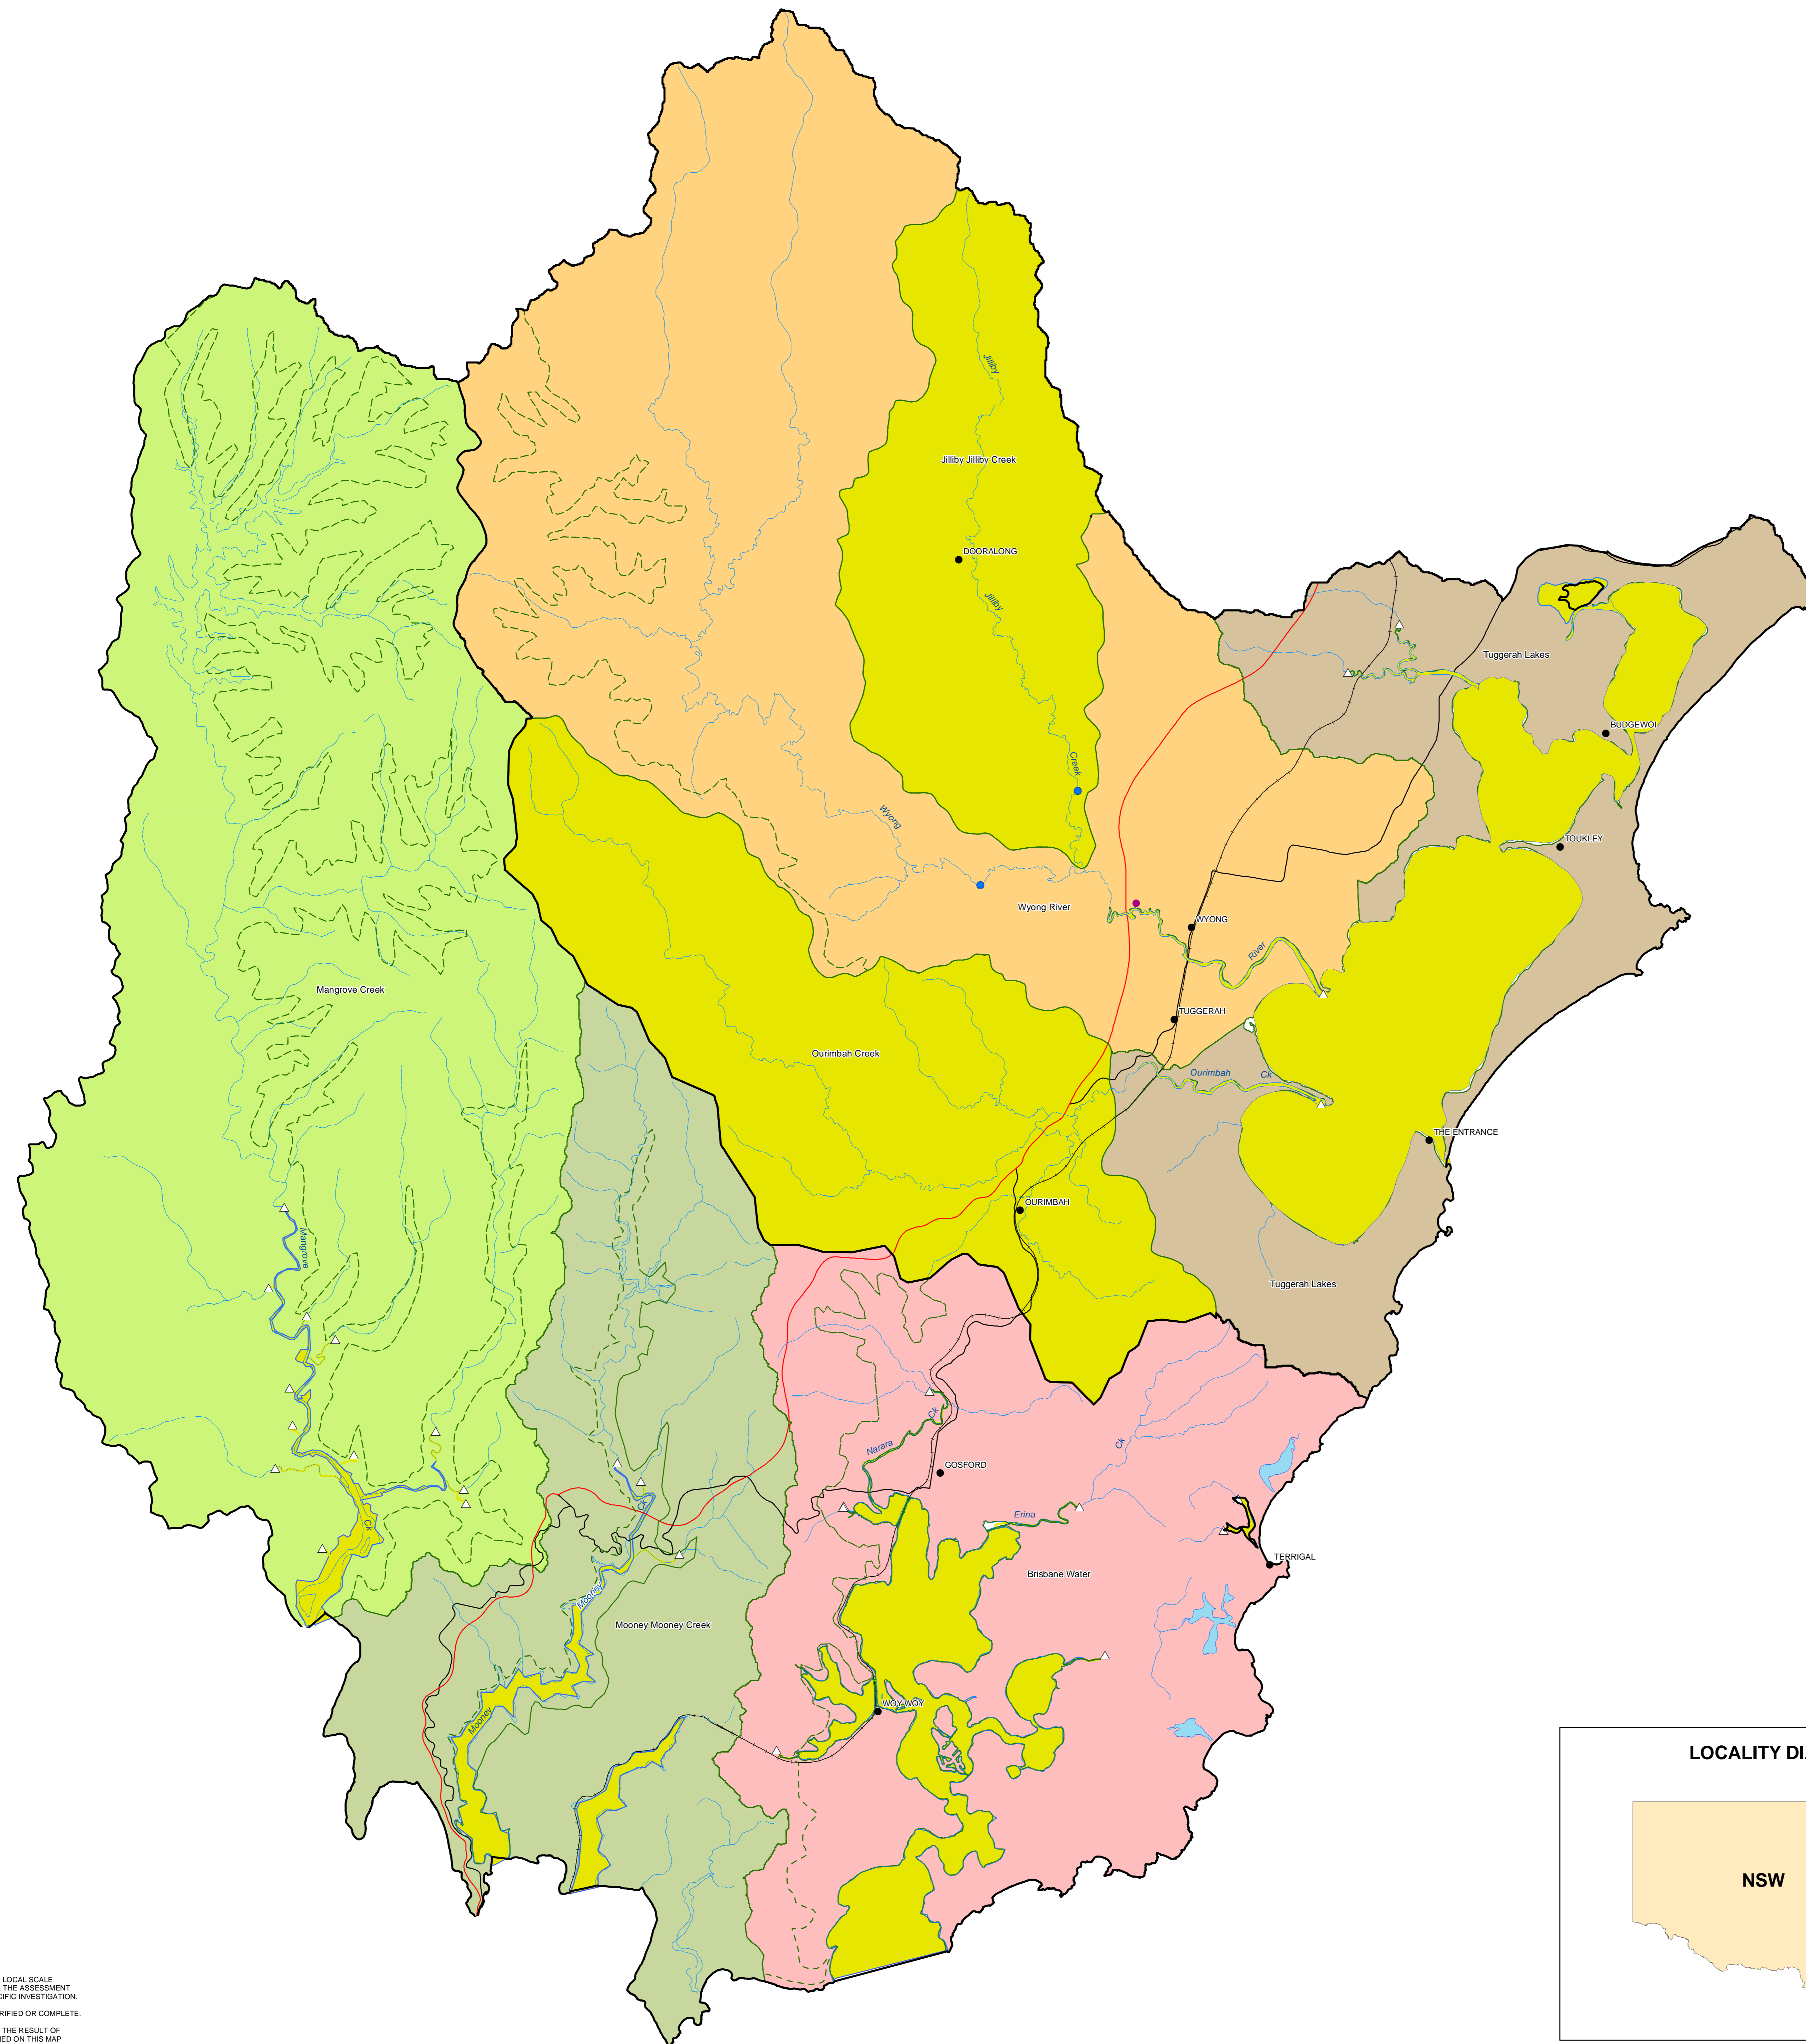 Jilliby
Jilliby Jilliby Creek
DOORALONG
Jilliby
Tuggerah Lakes
BUDGEWOI
Creek
Wyong
TOUKLEY
Wyong River
WYONG
River
Mangrove Creek
TUGGERAH
Ourimbah Creek
Ourimbah Ck
THE ENTRANCE
OURIMBAH
Mangrove
Tuggerah Lakes
Ck
Narara
Ck
GOSFORD
Ck
Erina
Ck
TERRIGAL
Brisbane Water
Mooney
Mooney Mooney Creek
WOY WOY
Mooney
LOCALITY DI
NSW
LOCAL SCALE
THE ASSESSMENT
CIFIC INVESTIGATION.
RIFIED OR COMPLETE.
THE RESULT OF
NED ON THIS MAP